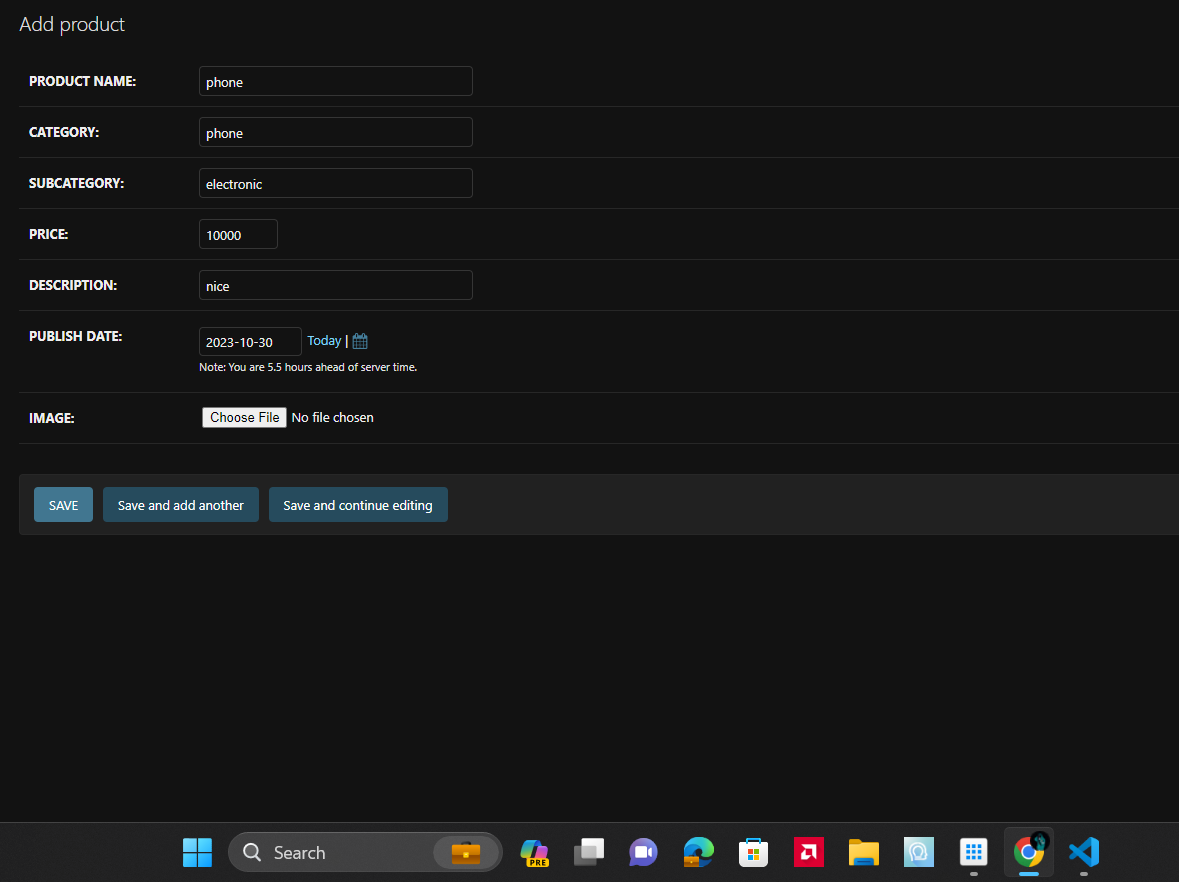 Add product
PRODUCT NAME: phone
CATEGORY: phone
SUBCATEGORY: electronic
PRICE: 10000
DESCRIPTION: nice
PUBLISH DATE: 2023-10-30 Today |
Note: You are 5.5 hours ahead of server time.
IMAGE: Choose File No file chosen
SAVE Save and add another Save and continue editing
Search PRE